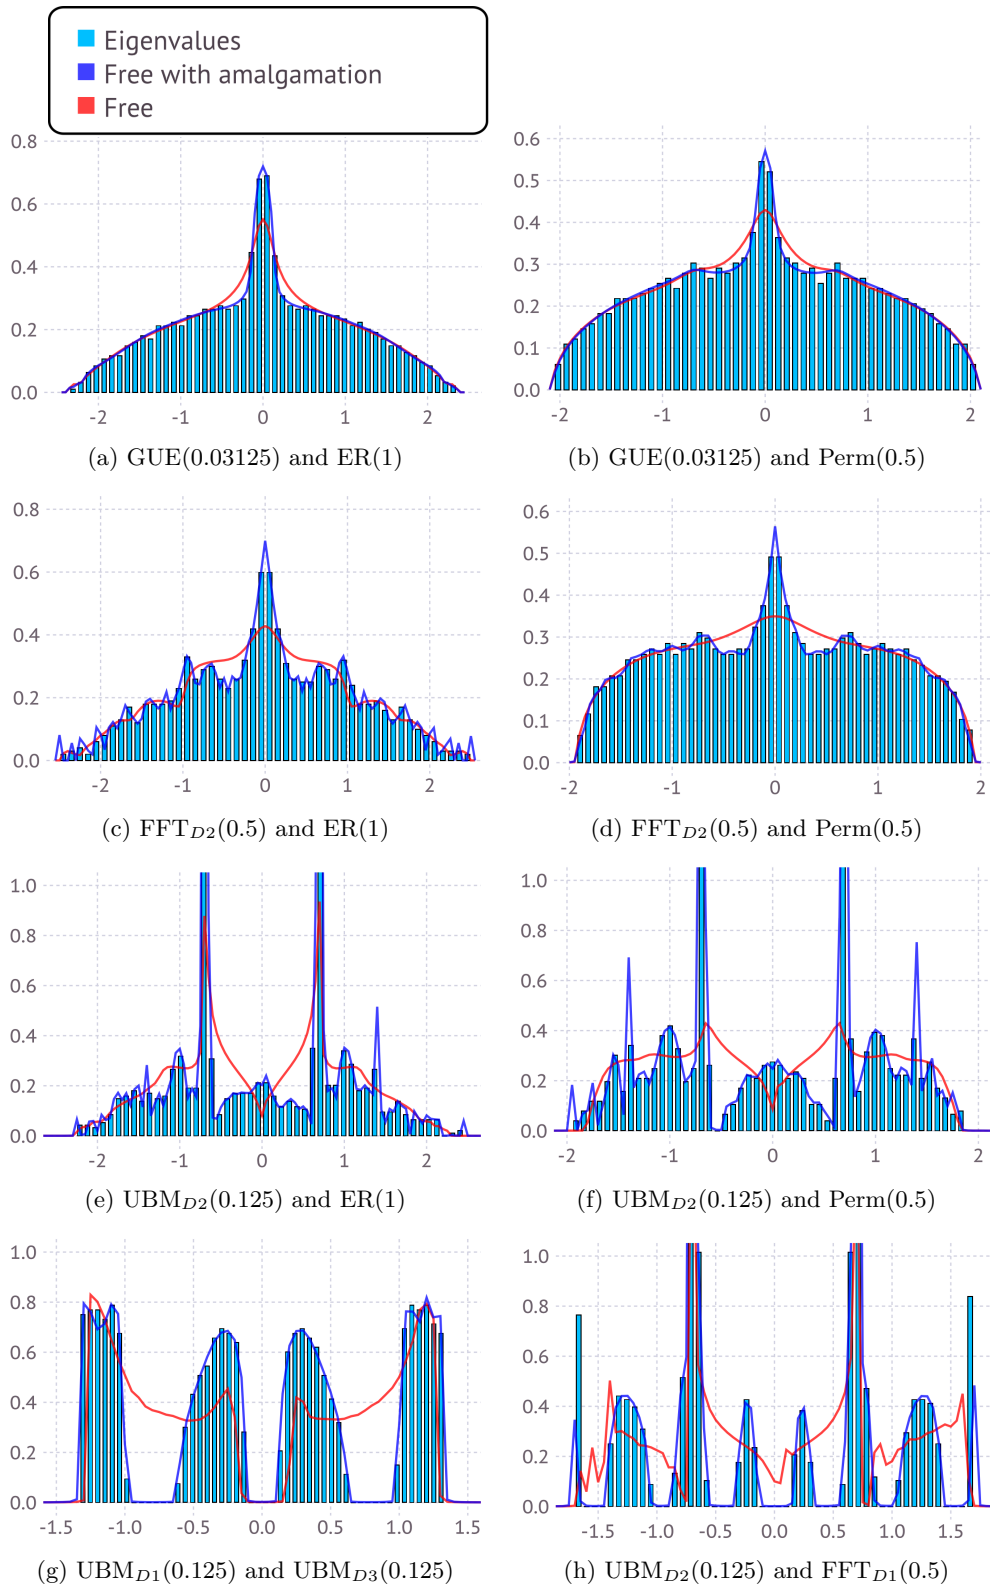 Eigenvalues
Free with amalgamation
Free
0.8
0.6
0.4
0.2
0.0
-2 -1 0 1 2
(a) GUE(0.03125) and ER(1)
0.6
0.5
0.4
0.3
0.2
0.1
0.0
-2 -1 0 1 2
(b) GUE(0.03125) and Perm(0.5)
0.8
0.6
0.4
0.2
0.0
-2 -1 0 1 2
(c) FFT_{D2}(0.5) and ER(1)
0.6
0.5
0.4
0.3
0.2
0.1
0.0
-2 -1 0 1 2
(d) FFT_{D2}(0.5) and Perm(0.5)
1.0
0.8
0.6
0.4
0.2
0.0
-2 -1 0 1 2
(e) UBM_{D2}(0.125) and ER(1)
1.0
0.8
0.6
0.4
0.2
0.0
-2 -1 0 1 2
(f) UBM_{D2}(0.125) and Perm(0.5)
1.0
0.8
0.6
0.4
0.2
0.0
-1.5 -1.0 -0.5 0.0 0.5 1.0 1.5
(g) UBM_{D1}(0.125) and UBM_{D3}(0.125)
1.0
0.8
0.6
0.4
0.2
0.0
-1.5 -1.0 -0.5 0.0 0.5 1.0 1.5
(h) UBM_{D2}(0.125) and FFT_{D1}(0.5)